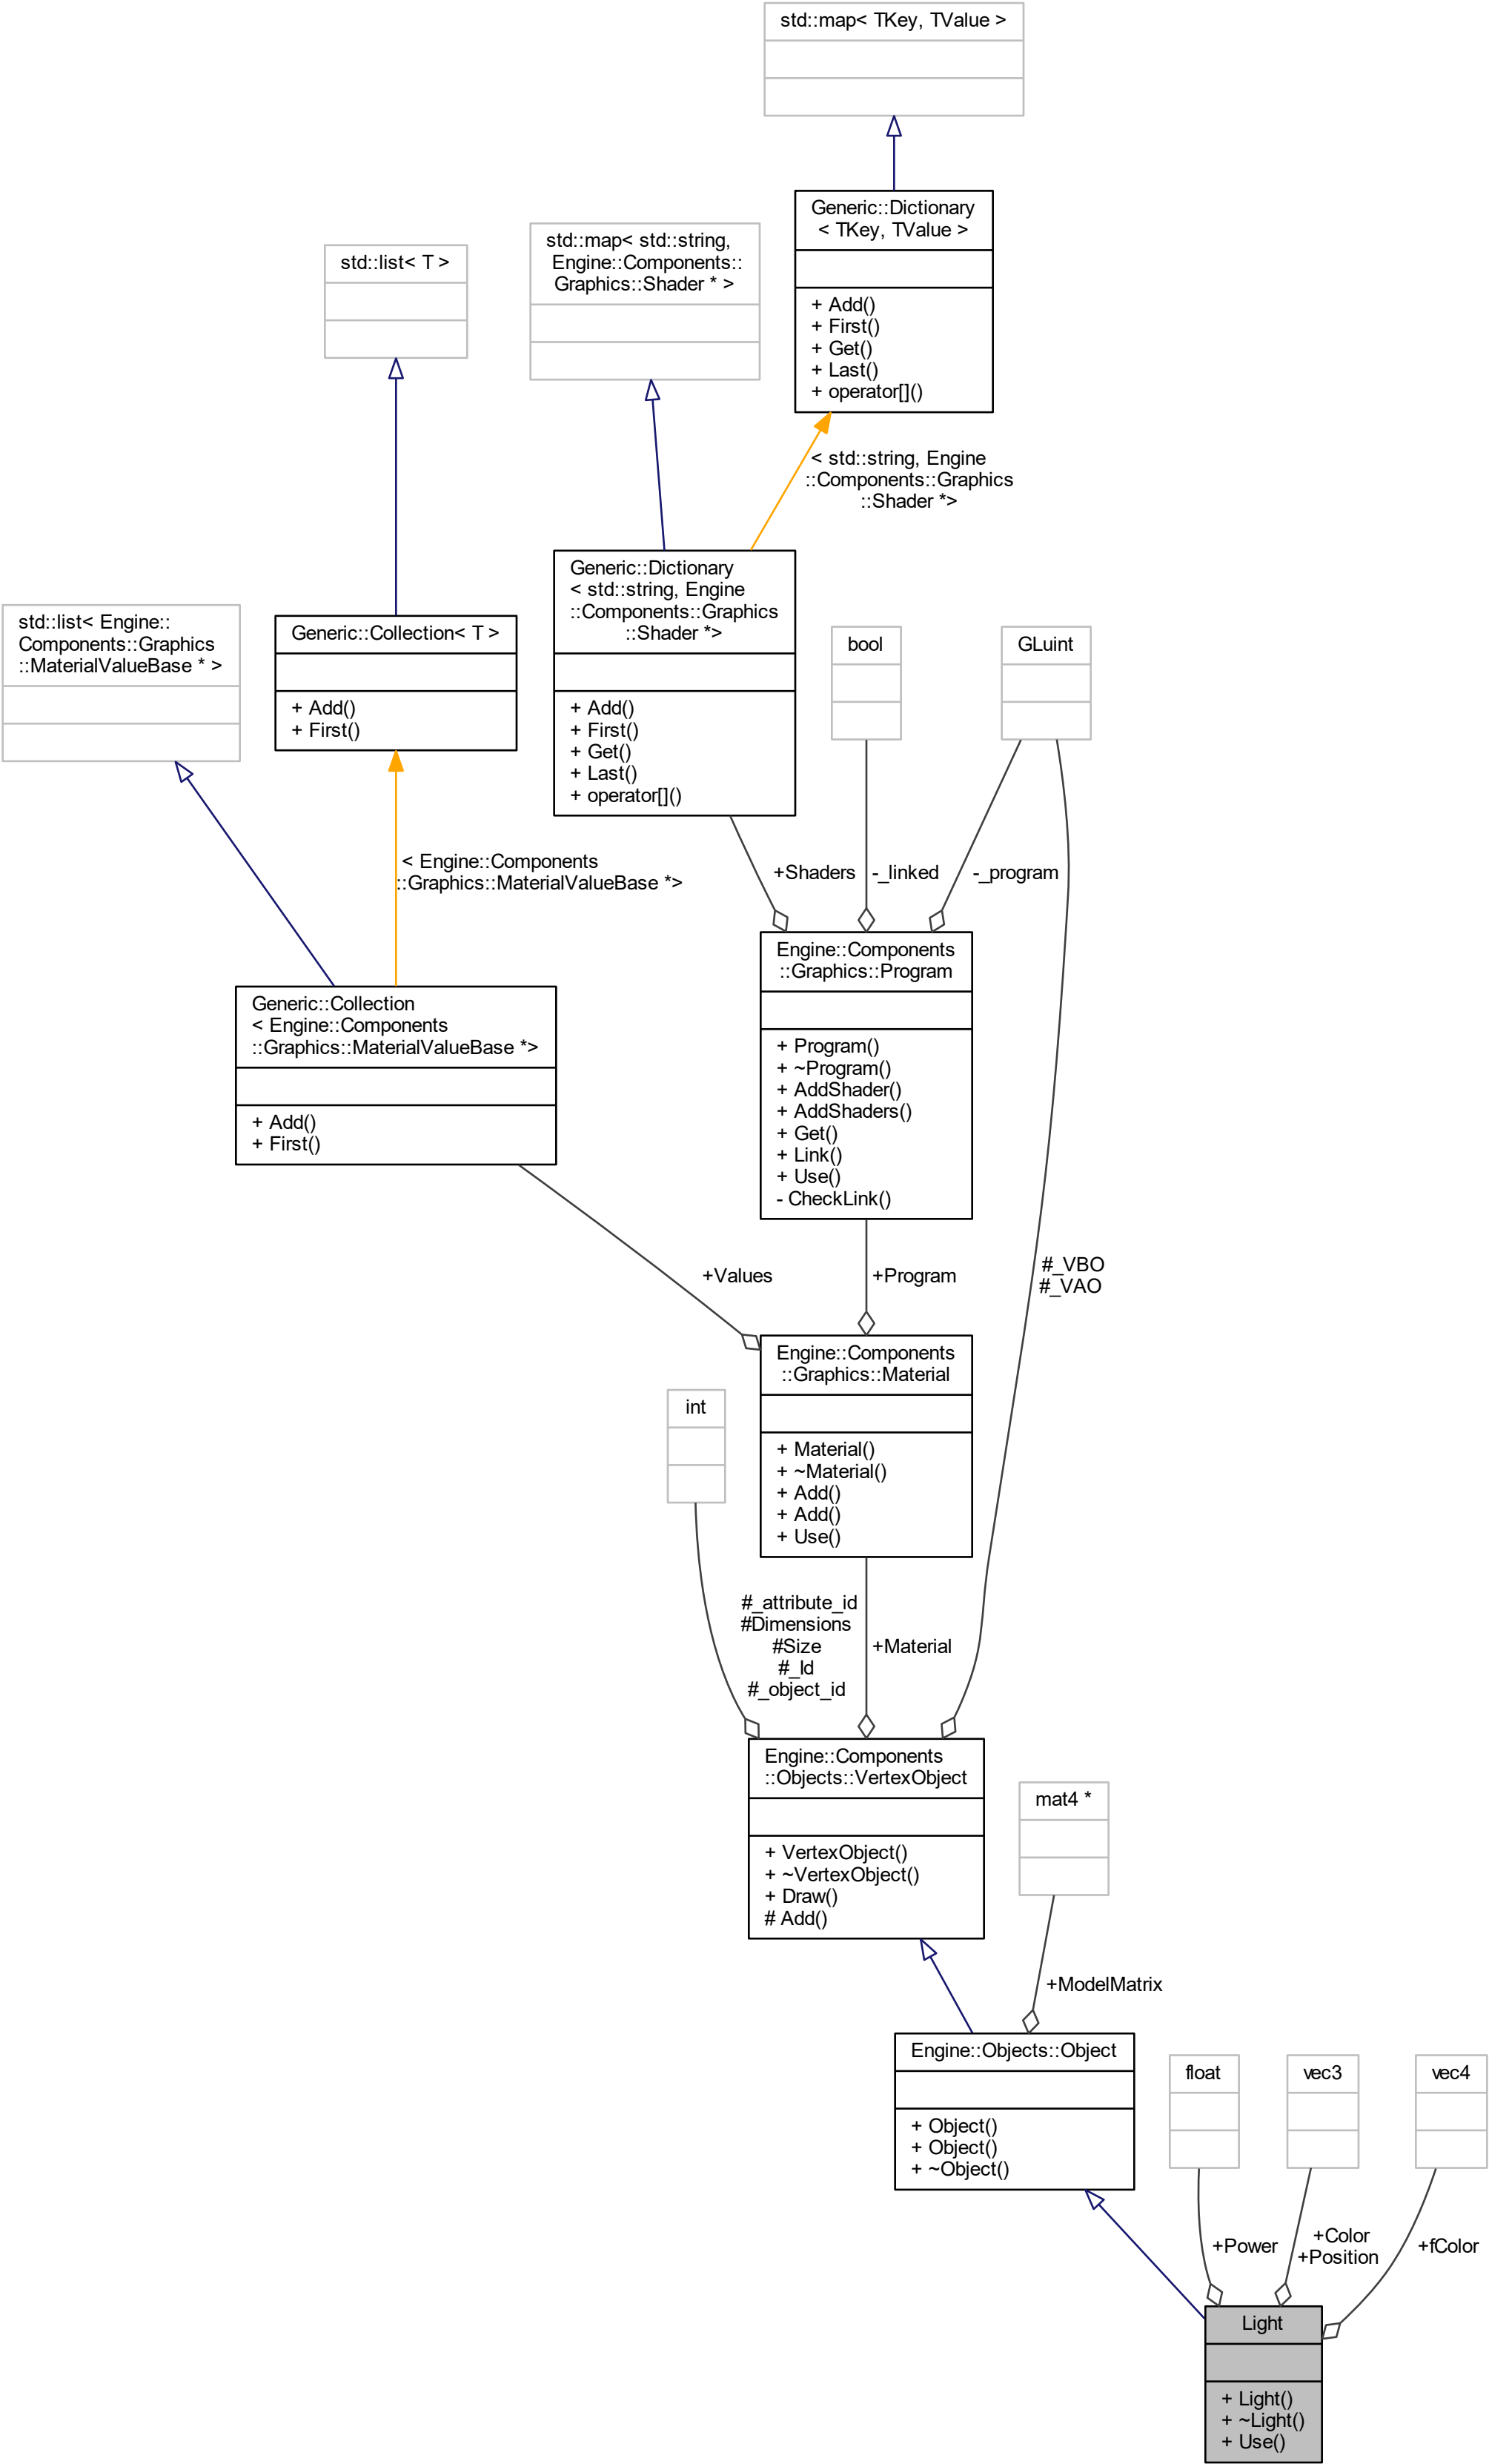 std::map< TKey, TValue >
Generic::Dictionary
< TKey, TValue >
+ Add()
+ First()
+ Get()
+ Last()
+ operator[]()
std::map< std::string,
Engine::Components::
Graphics::Shader * >
std::list< T >
< std::string, Engine
::Components::Graphics
::Shader *>
Generic::Dictionary
< std::string, Engine
::Components::Graphics
::Shader *>
+ Add()
+ First()
+ Get()
+ Last()
+ operator[]()
std::list< Engine::
Components::Graphics
::MaterialValueBase * >
Generic::Collection< T >
+ Add()
+ First()
bool
GLuint
< Engine::Components
::Graphics::MaterialValueBase *>
+Shaders
-_linked
-_program
Engine::Components
::Graphics::Program
+ Program()
+ ~Program()
+ AddShader()
+ AddShaders()
+ Get()
+ Link()
+ Use()
- CheckLink()
Generic::Collection
< Engine::Components
::Graphics::MaterialValueBase *>
+ Add()
+ First()
+Values
+Program
#_VBO
#_VAO
Engine::Components
::Graphics::Material
+ Material()
+ ~Material()
+ Add()
+ Add()
+ Use()
int
#_attribute_id
#Dimensions
#Size
#_Id
#_object_id
+Material
Engine::Components
::Objects::VertexObject
+ VertexObject()
+ ~VertexObject()
+ Draw()
# Add()
mat4 *
+ModelMatrix
Engine::Objects::Object
+ Object()
+ Object()
+ ~Object()
float
vec3
vec4
+Power
+Color
+Position
+fColor
Light
+ Light()
+ ~Light()
+ Use()